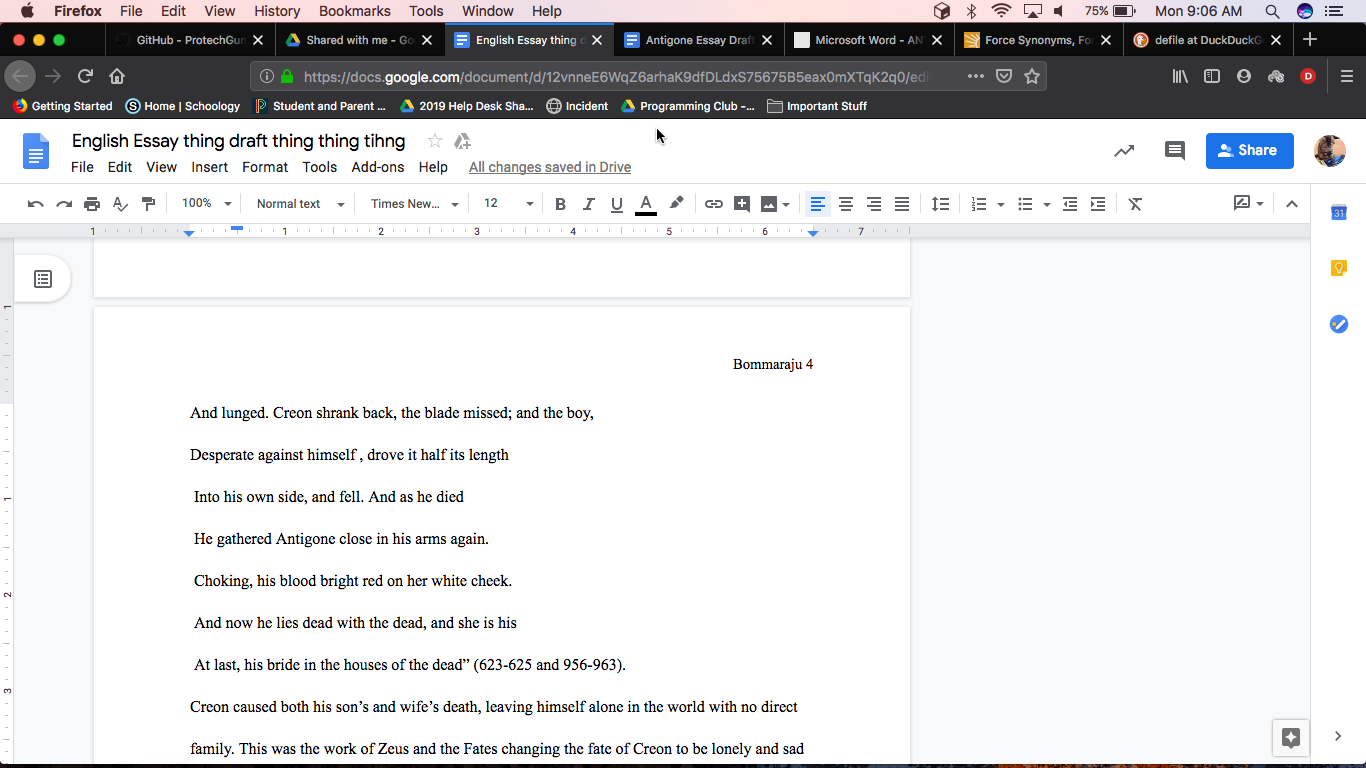 Firefox File Edit View History Bookmarks Tools Window Help 75% Mon 9:06 AM
GitHub - ProtechGun Shared with me - Go English Essay thing d Antigone Essay Draft Microsoft Word - AN Force Synonyms, For defile at DuckDuckG
https://docs.google.com/document/d/12vnneE6WqZ6arhaK9dfDLdxS75675B5eax0mXTqK2q0/edi D
Getting Started Home | Schoology Student and Parent ... 2019 Help Desk Sha... Incident Programming Club -... Important Stuff
English Essay thing draft thing thing tihng
File Edit View Insert Format Tools Add-ons Help All changes saved in Drive Share
100% Normal text Times New... 12 B I U A
1 1 2 3 4 5 6 7
31
Bommaraju 4
And lunged. Creon shrank back, the blade missed; and the boy,
Desperate against himself , drove it half its length
Into his own side, and fell. And as he died
He gathered Antigone close in his arms again.
Choking, his blood bright red on her white cheek.
And now he lies dead with the dead, and she is his
At last, his bride in the houses of the dead” (623-625 and 956-963).
Creon caused both his son’s and wife’s death, leaving himself alone in the world with no direct
family. This was the work of Zeus and the Fates changing the fate of Creon to be lonely and sad